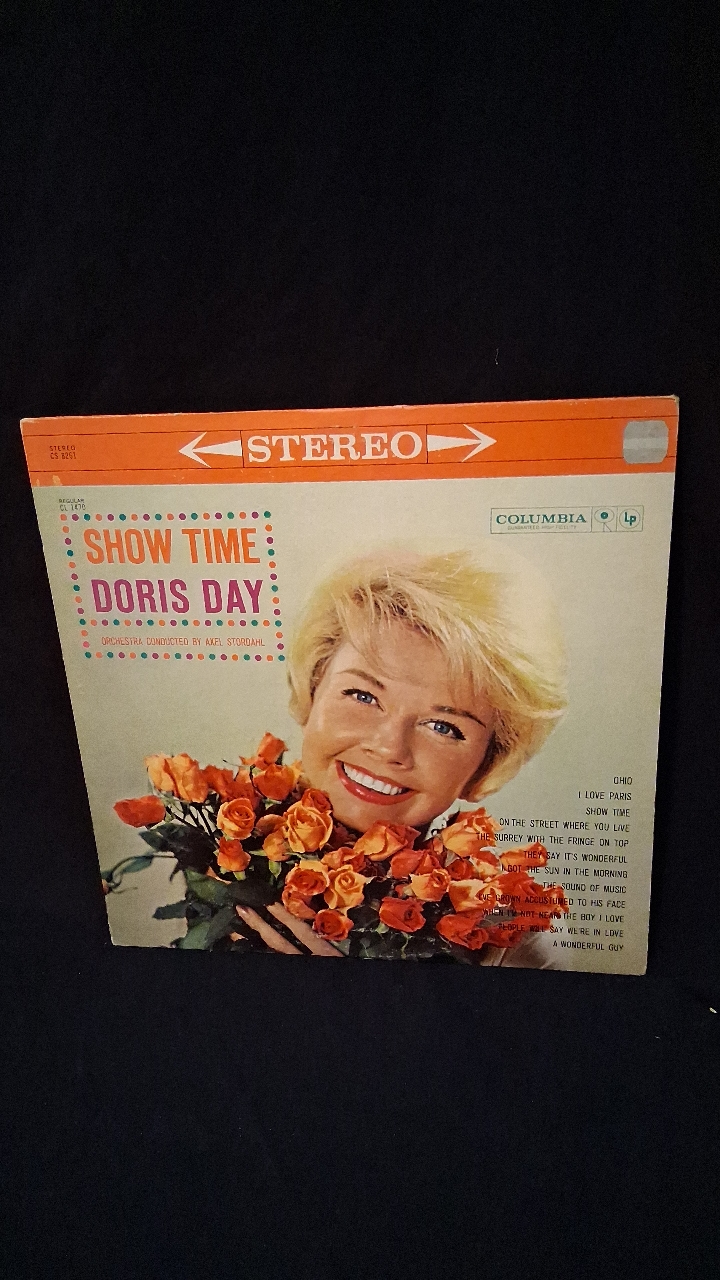 STEREO
CS 8261
STEREO
REGULAR
CL 1470
COLUMBIA
GUARANTEED HIGH FIDELITY
Lp
SHOW TIME
DORIS DAY
ORCHESTRA CONDUCTED BY AXEL STORDAHL
OHIO
I LOVE PARIS
SHOW TIME
ON THE STREET WHERE YOU LIVE
THE SURREY WITH THE FRINGE ON TOP
THEY SAY IT'S WONDERFUL
I GOT THE SUN IN THE MORNING
THE SOUND OF MUSIC
I'VE GROWN ACCUSTOMED TO HIS FACE
WHEN I'M NOT NEAR THE BOY I LOVE
PEOPLE WILL SAY WE'RE IN LOVE
A WONDERFUL GUY